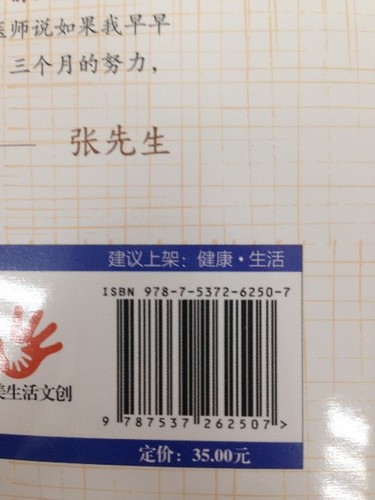 医师说如果我早早
三个月的努力,
张先生
建议上架:健康·生活
ISBN 978-7-5372-6250-7
美生活文创
9 787537 262507 >
定价:35.00元